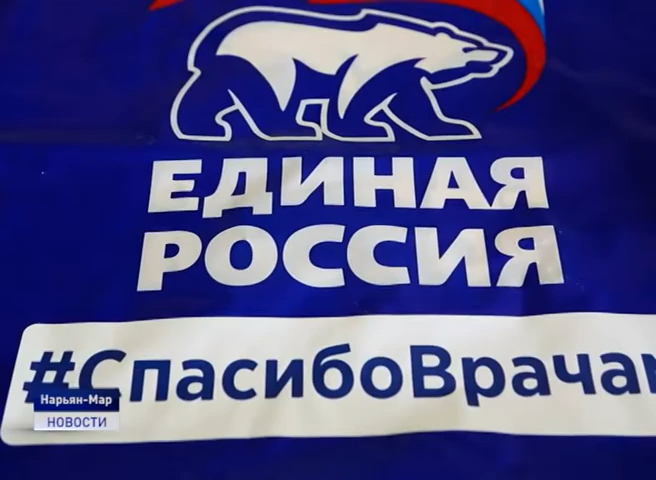 ЕДИНАЯ
РОССИЯ
#СпасибоВрача
Нарьян-Мар
НОВОСТИ